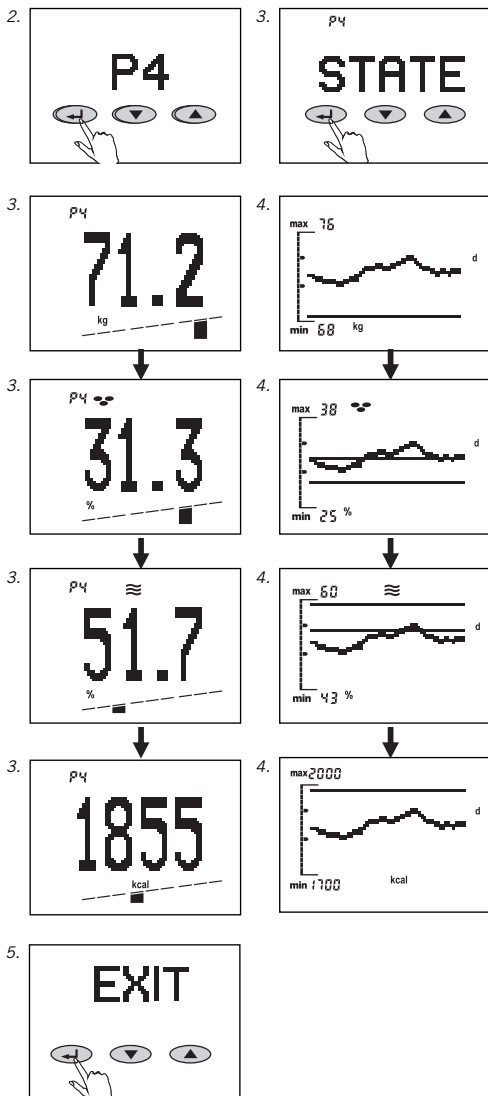 2.
P4
3.
P4
STATE
3.
P4
71.2
kg
4.
max 76
d
min 68 kg
3.
P4
31.3
%
4.
max 38
d
min 25 %
3.
P4
51.7
%
4.
max 60
d
min 43 %
3.
P4
1855
kcal
4.
max 2000
d
min 1700 kcal
5.
EXIT